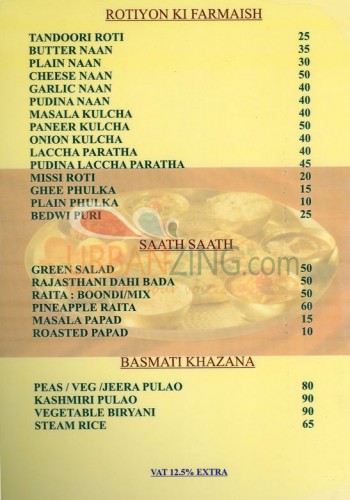 ROTIYON KI FARMAISH
TANDOORI ROTI 25
BUTTER NAAN 35
PLAIN NAAN 30
CHEESE NAAN 50
GARLIC NAAN 40
PUDINA NAAN 40
MASALA KULCHA 40
PANEER KULCHA 50
ONION KULCHA 40
LACCHA PARATHA 40
PUDINA LACCHA PARATHA 45
MISSI ROTI 20
GHEE PHULKA 15
PLAIN PHULKA 10
BEDWI PURI 25
SAATH SAATH
URBANZING.com
GREEN SALAD 50
RAJASTHANI DAHI BADA 50
RAITA : BOONDI/MIX 50
PINEAPPLE RAITA 60
MASALA PAPAD 15
ROASTED PAPAD 10
BASMATI KHAZANA
PEAS / VEG /JEERA PULAO 80
KASHMIRI PULAO 90
VEGETABLE BIRYANI 90
STEAM RICE 65
VAT 12.5% EXTRA